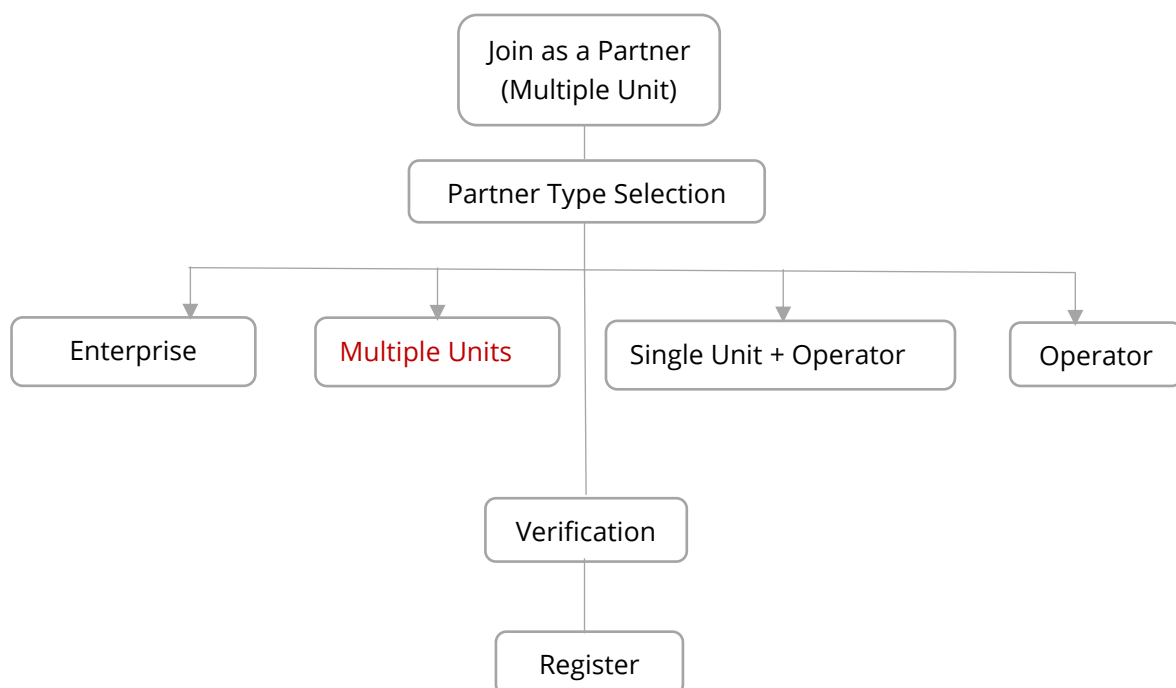 Join as a Partner
(Multiple Unit)
Partner Type Selection
Enterprise
Multiple Units
Single Unit + Operator
Operator
Verification
Register